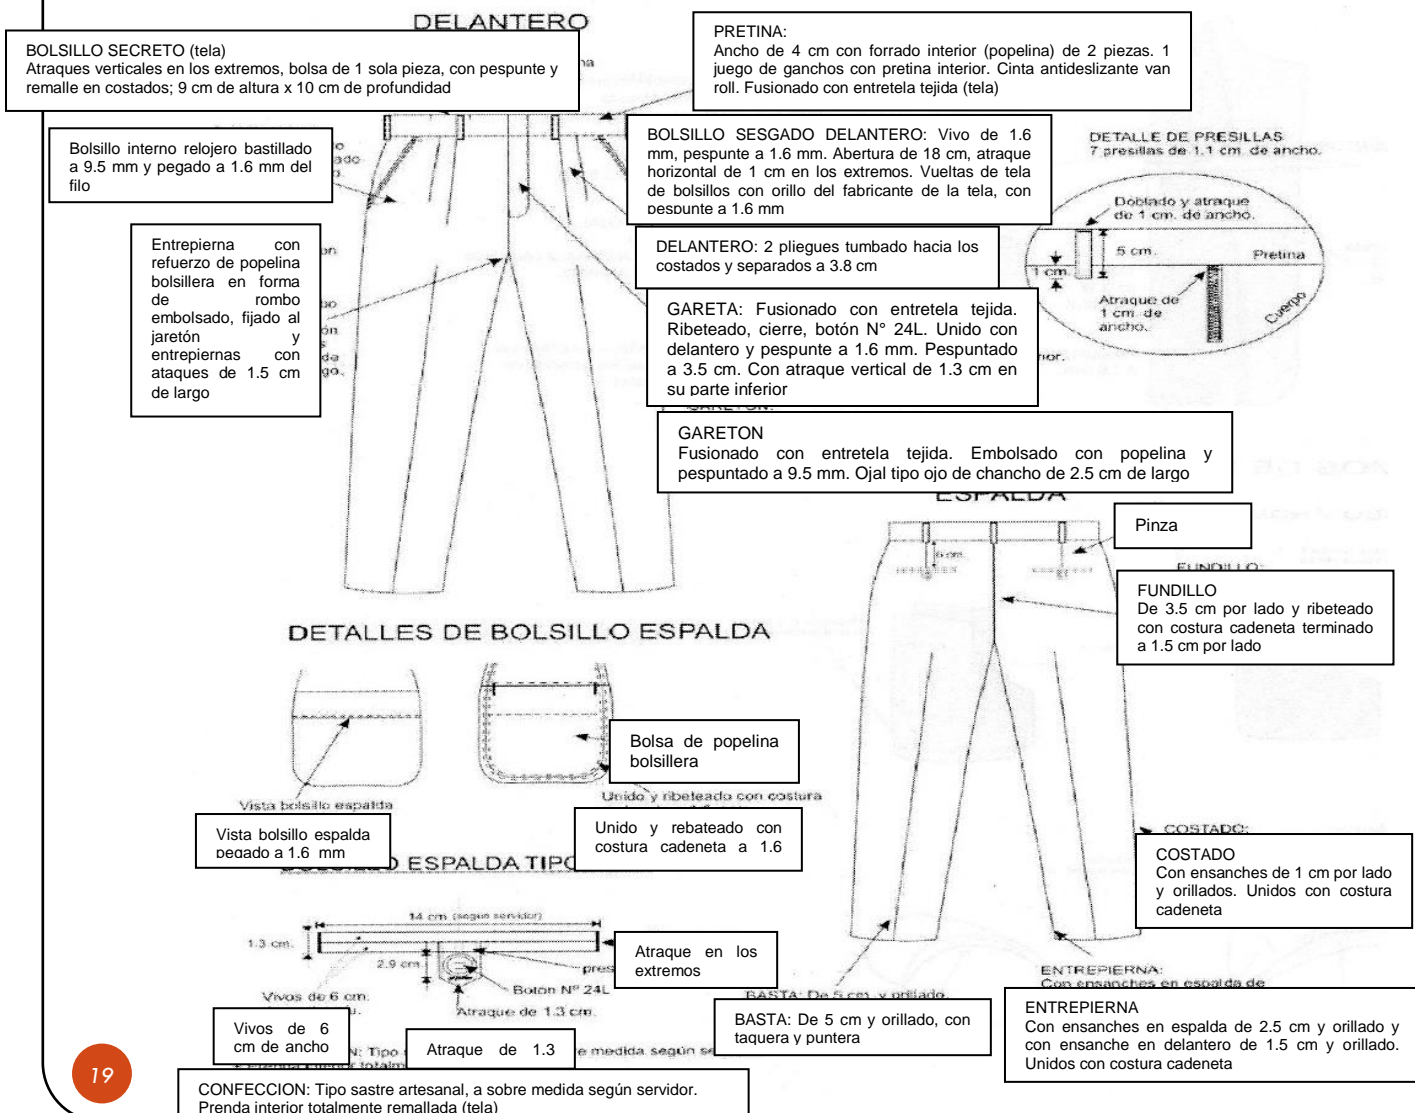 DELANTERO
BOLSILLO SECRETO (tela)
Atraques verticales en los extremos, bolsa de 1 sola pieza, con pespunte y
remalle en costados; 9 cm de altura x 10 cm de profundidad
PRETINA:
Ancho de 4 cm con forrado interior (popelina) de 2 piezas. 1
juego de ganchos con pretina interior. Cinta antideslizante van
roll. Fusionado con entretela tejida (tela)
Bolsillo interno relojero bastillado
a 9.5 mm y pegado a 1.6 mm del
filo
BOLSILLO SESGADO DELANTERO: Vivo de 1.6
mm, pespunte a 1.6 mm. Abertura de 18 cm, atraque
horizontal de 1 cm en los extremos. Vueltas de tela
de bolsillos con orillo del fabricante de la tela, con
pespunte a 1.6 mm
DETALLE DE PRESILLAS
7 presillas de 1.1 cm. de ancho.
Doblado y atraque
de 1 cm. de ancho.
5 cm.
Pretina
1 cm.
Atraque de
1 cm. de
ancho.
Cuerpo
Entrepierna con
refuerzo de popelina
bolsillera en forma
de rombo
embolsado, fijado al
jaretón y
entrepiernas con
ataques de 1.5 cm
de largo
DELANTERO: 2 pliegues tumbado hacia los
costados y separados a 3.8 cm
GARETA: Fusionado con entretela tejida.
Ribeteado, cierre, botón N° 24L. Unido con
delantero y pespunte a 1.6 mm. Pespuntado
a 3.5 cm. Con atraque vertical de 1.3 cm en
su parte inferior
GARETON:
GARETON
Fusionado con entretela tejida. Embolsado con popelina y
pespuntado a 9.5 mm. Ojal tipo ojo de chancho de 2.5 cm de largo
ESPALDA
Pinza
6 cm.
FUNDILLO:
FUNDILLO
De 3.5 cm por lado y ribeteado
con costura cadeneta terminado
a 1.5 cm por lado
DETALLES DE BOLSILLO ESPALDA
Bolsa de popelina
bolsillera
Vista bolsillo espalda
Unido y ribeteado con costura
Vista bolsillo espalda
pegado a 1.6 mm
Unido y rebateado con
costura cadeneta a 1.6
COSTADO:
COSTADO
Con ensanches de 1 cm por lado
y orillados. Unidos con costura
cadeneta
ESPALDA TIPO
14 cm (según servidor)
1.3 cm.
2.9 cm
Atraque en los
extremos
pres
Botón Nº 24L
Vivos de 6 cm.
Atraque de 1.3 cm.
ENTREPIERNA:
Con ensanches en espalda de
BASTA: De 5 cm. y orillado,
BASTA: De 5 cm y orillado, con
taquera y puntera
ENTREPIERNA
Con ensanches en espalda de 2.5 cm y orillado y
con ensanche en delantero de 1.5 cm y orillado.
Unidos con costura cadeneta
Vivos de 6
cm de ancho
Atraque de 1.3
N: Tipo
medida según se
19
CONFECCION: Tipo sastre artesanal, a sobre medida según servidor.
Prenda interior totalmente remallada (tela)